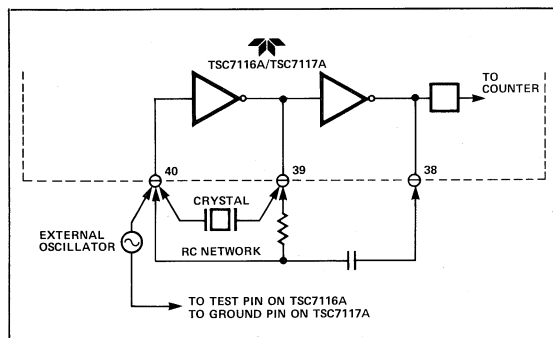 TSC7116A/TSC7117A
TO
COUNTER
40
39
38
CRYSTAL
EXTERNAL
OSCILLATOR
RC NETWORK
TO TEST PIN ON TSC7116A
TO GROUND PIN ON TSC7117A